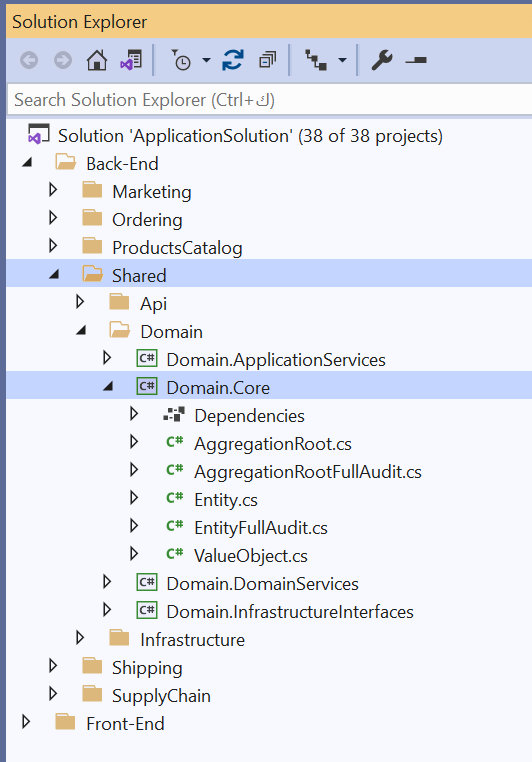 Solution Explorer
Search Solution Explorer (Ctrl+ك)
Solution 'ApplicationSolution' (38 of 38 projects)
Back-End
Marketing
Ordering
ProductsCatalog
Shared
Api
Domain
C# Domain.ApplicationServices
C# Domain.Core
Dependencies
C# AggregationRoot.cs
C# AggregationRootFullAudit.cs
C# Entity.cs
C# EntityFullAudit.cs
C# ValueObject.cs
C# Domain.DomainServices
C# Domain.InfrastructureInterfaces
Infrastructure
Shipping
SupplyChain
Front-End